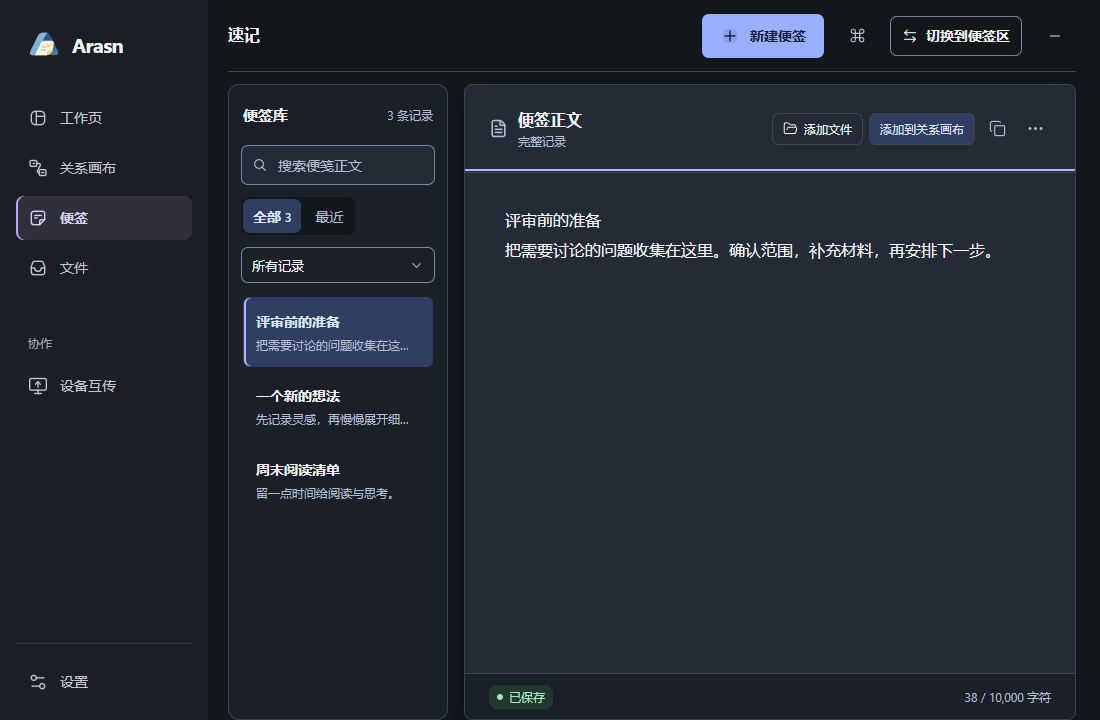 Arasn
工作页
关系画布
便签
文件
协作
设备互传
设置
速记
新建便签
切换到便签区
便签库
3 条记录
搜索便笺正文
全部 3
最近
所有记录
评审前的准备
把需要讨论的问题收集在这...
一个新的想法
先记录灵感，再慢慢展开细...
周末阅读清单
留一点时间给阅读与思考。
便签正文
完整记录
添加文件
添加到关系画布
评审前的准备
把需要讨论的问题收集在这里。确认范围，补充材料，再安排下一步。
已保存
38 / 10,000 字符